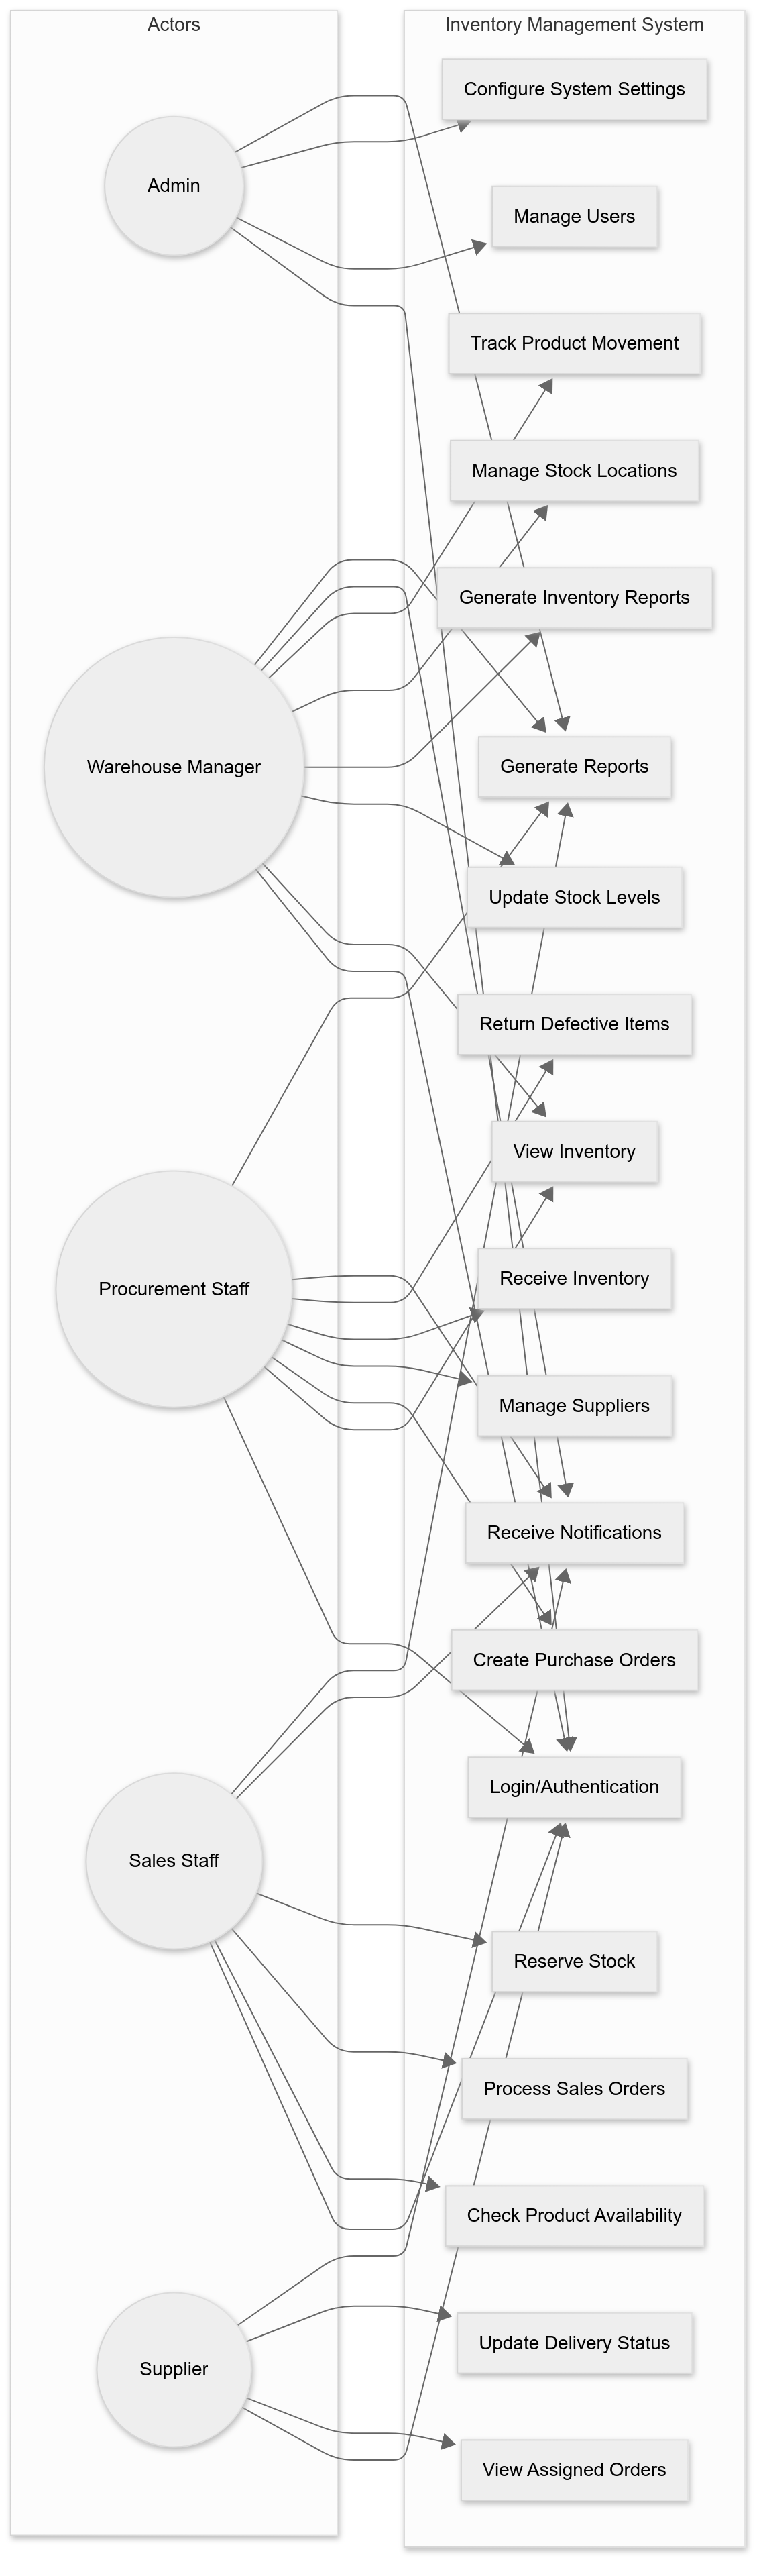 Actors
Inventory Management System
Configure System Settings
Admin
Manage Users
Track Product Movement
Manage Stock Locations
Generate Inventory Reports
Warehouse Manager
Generate Reports
Update Stock Levels
Return Defective Items
View Inventory
Receive Inventory
Procurement Staff
Manage Suppliers
Receive Notifications
Create Purchase Orders
Login/Authentication
Sales Staff
Reserve Stock
Process Sales Orders
Check Product Availability
Update Delivery Status
Supplier
View Assigned Orders